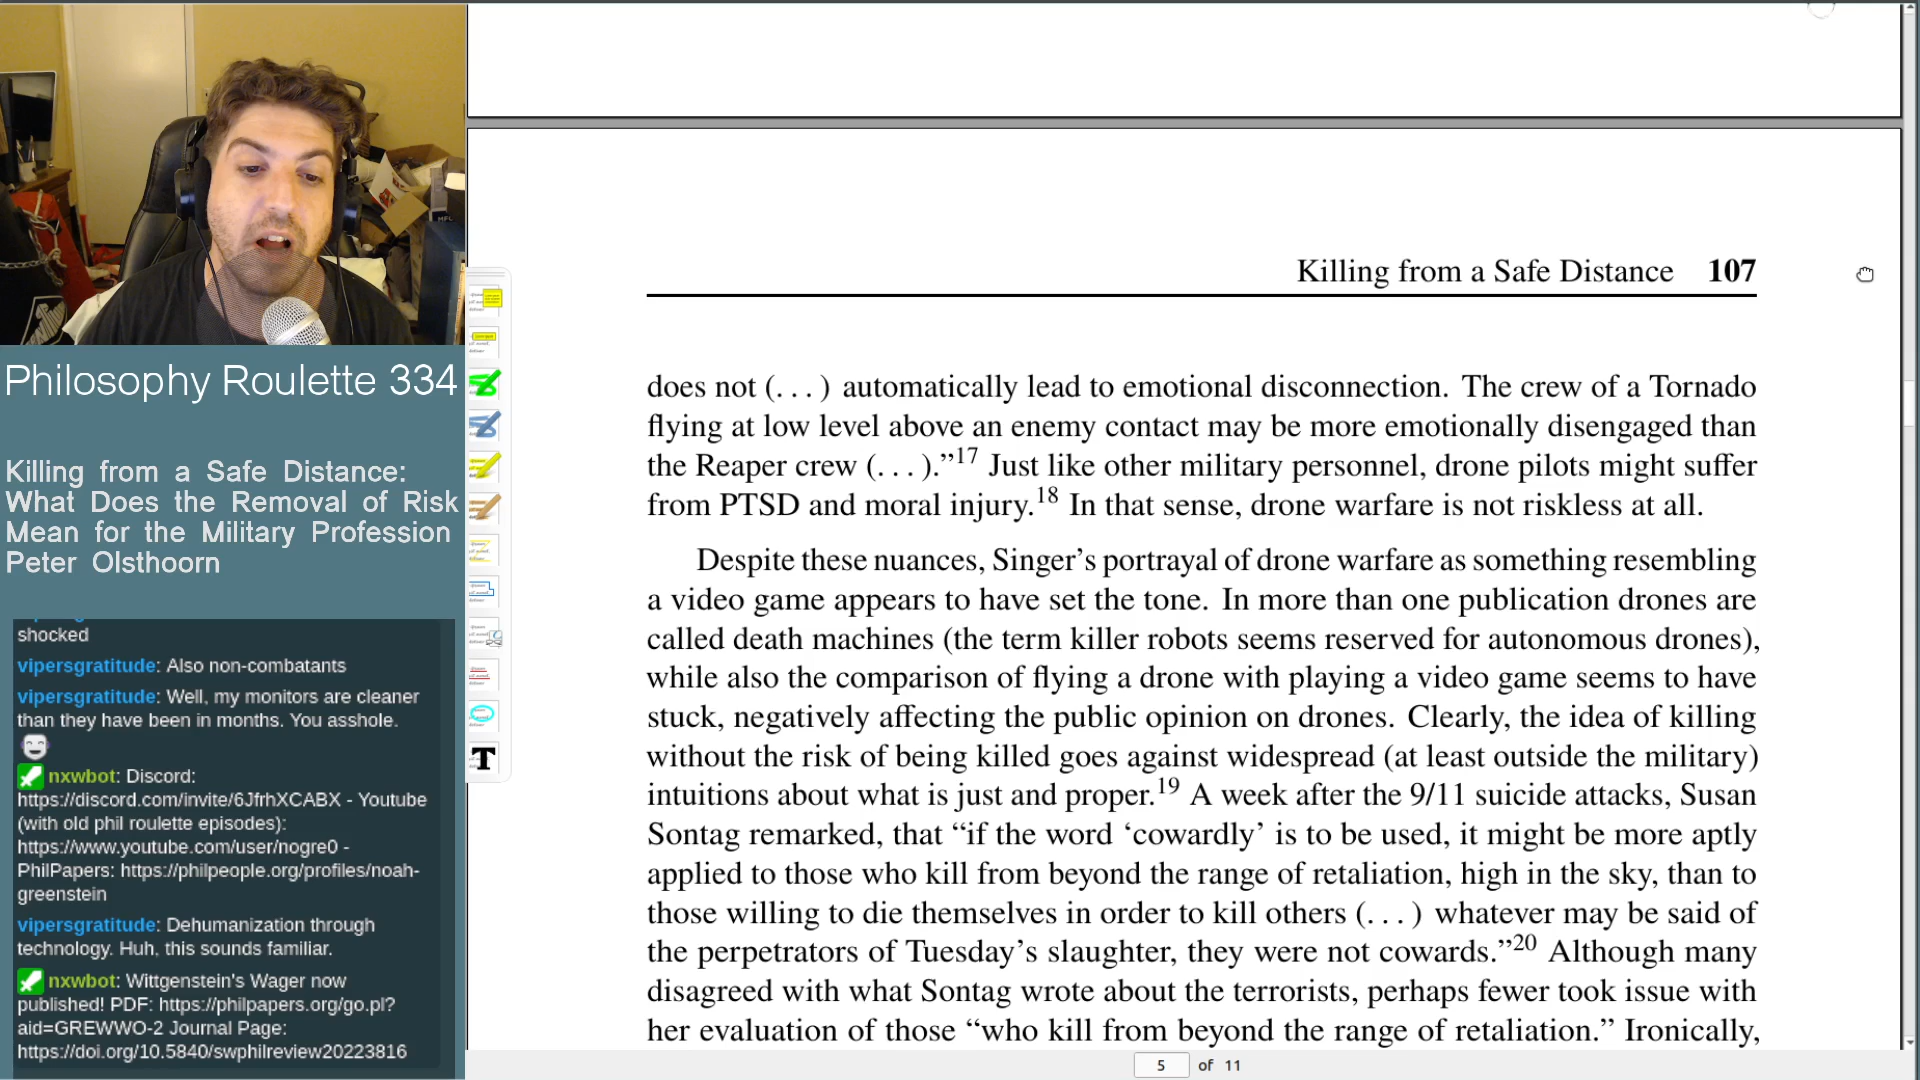 Philosophy Roulette 334
Killing from a Safe Distance:
What Does the Removal of Risk
Mean for the Military Profession
Peter Olsthoorn
shocked
vipersgratitude: Also non-combatants
vipersgratitude: Well, my monitors are cleaner
than they have been in months. You asshole.
nxwbot: Discord:
https://discord.com/invite/6JfrhXCABX - Youtube
(with old phil roulette episodes):
https://www.youtube.com/user/nogre0 -
PhilPapers: https://philpeople.org/profiles/noah-
greenstein
vipersgratitude: Dehumanization through
technology. Huh, this sounds familiar.
nxwbot: Wittgenstein's Wager now
published! PDF: https://philpapers.org/go.pl?
aid=GREWWO-2 Journal Page:
https://doi.org/10.5840/swphilreview20223816
T
Killing from a Safe Distance 107
does not (...) automatically lead to emotional disconnection. The crew of a Tornado
flying at low level above an enemy contact may be more emotionally disengaged than
the Reaper crew (...).”17 Just like other military personnel, drone pilots might suffer
from PTSD and moral injury.18 In that sense, drone warfare is not riskless at all.
Despite these nuances, Singer’s portrayal of drone warfare as something resembling
a video game appears to have set the tone. In more than one publication drones are
called death machines (the term killer robots seems reserved for autonomous drones),
while also the comparison of flying a drone with playing a video game seems to have
stuck, negatively affecting the public opinion on drones. Clearly, the idea of killing
without the risk of being killed goes against widespread (at least outside the military)
intuitions about what is just and proper.19 A week after the 9/11 suicide attacks, Susan
Sontag remarked, that “if the word ‘cowardly’ is to be used, it might be more aptly
applied to those who kill from beyond the range of retaliation, high in the sky, than to
those willing to die themselves in order to kill others (...) whatever may be said of
the perpetrators of Tuesday’s slaughter, they were not cowards.”20 Although many
disagreed with what Sontag wrote about the terrorists, perhaps fewer took issue with
her evaluation of those “who kill from beyond the range of retaliation.” Ironically,
5 of 11